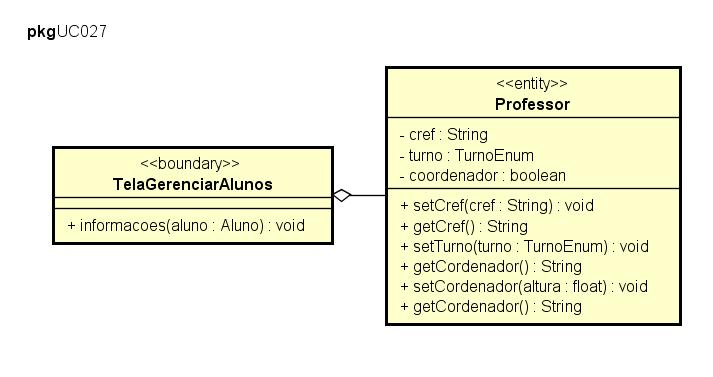 pkgUC027
<<boundary>>
TelaGerenciarAlunos
+ informacoes(aluno : Aluno) : void
<<entity>>
Professor
- cref : String
- turno : TurnoEnum
- coordenador : boolean
+ setCref(cref : String) : void
+ getCref() : String
+ setTurno(turno : TurnoEnum) : void
+ getCordenador() : String
+ setCordenador(altura : float) : void
+ getCordenador() : String